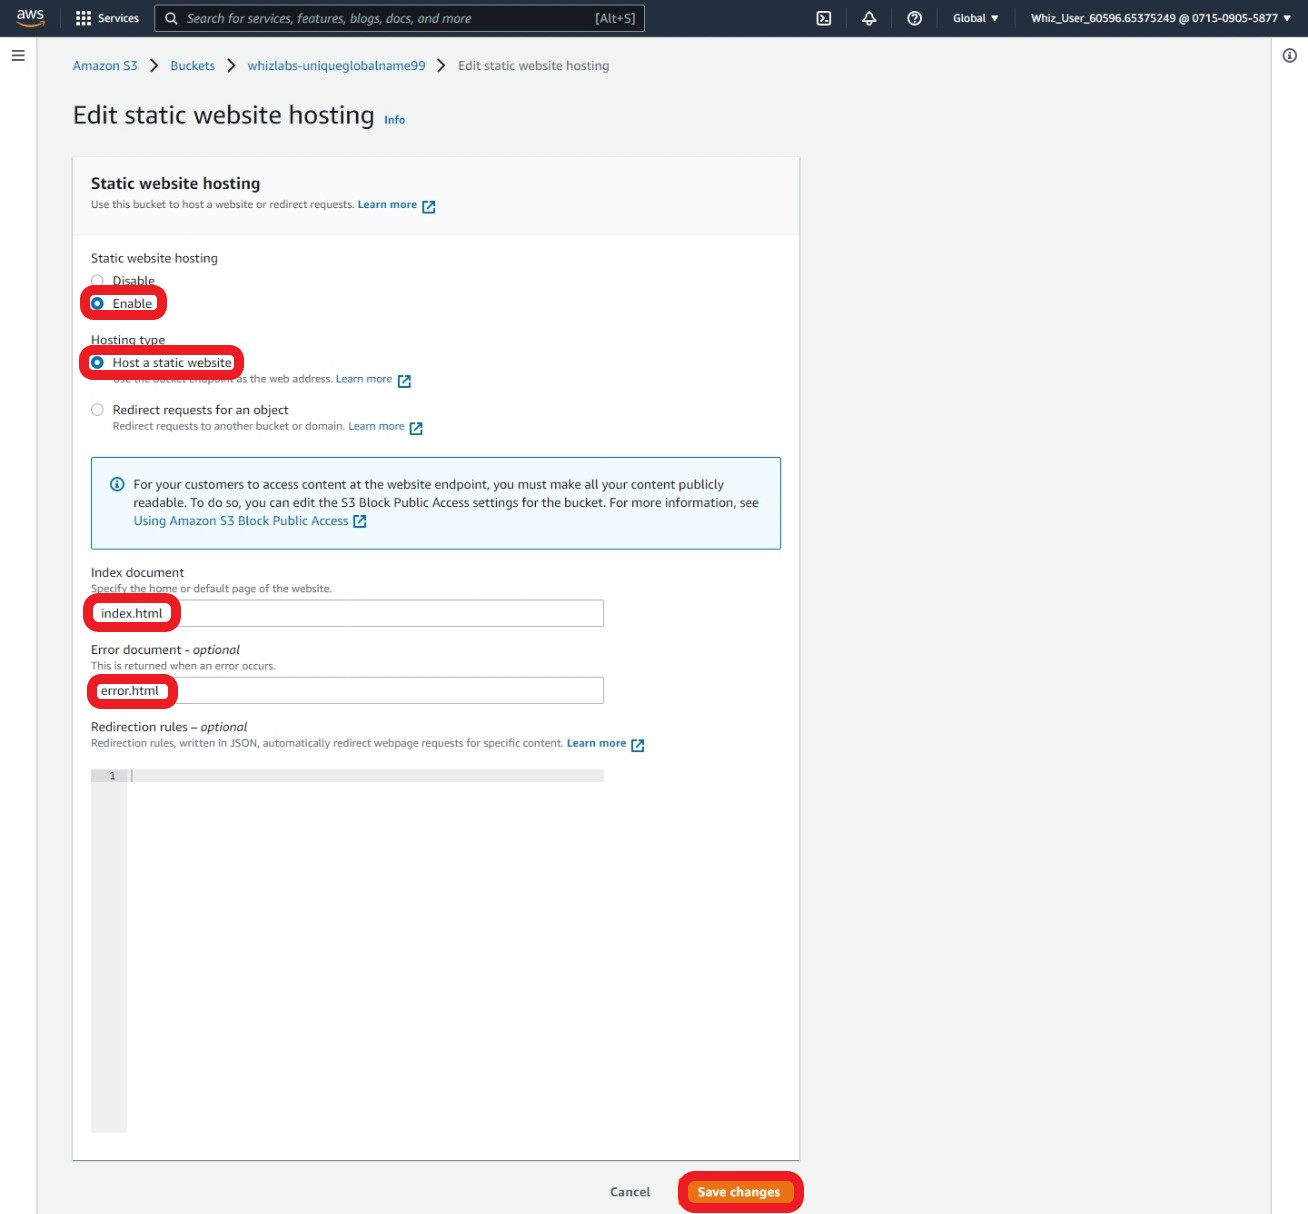 aws
Services
Search for services, features, blogs, docs, and more
[Alt+S]
Global
Whiz_User_60596.65375249 @ 0715-0905-5877
Amazon S3
Buckets
whizlabs-uniqueglobalname99
Edit static website hosting
Edit static website hosting Info
Static website hosting
Use this bucket to host a website or redirect requests. Learn more
Static website hosting
Disable
Enable
Hosting type
Host a static website
Use the bucket endpoint as the web address. Learn more
Redirect requests for an object
Redirect requests to another bucket or domain. Learn more
For your customers to access content at the website endpoint, you must make all your content publicly
readable. To do so, you can edit the S3 Block Public Access settings for the bucket. For more information, see
Using Amazon S3 Block Public Access
Index document
Specify the home or default page of the website.
index.html
Error document - optional
This is returned when an error occurs.
error.html
Redirection rules – optional
Redirection rules, written in JSON, automatically redirect webpage requests for specific content. Learn more
1
Cancel
Save changes